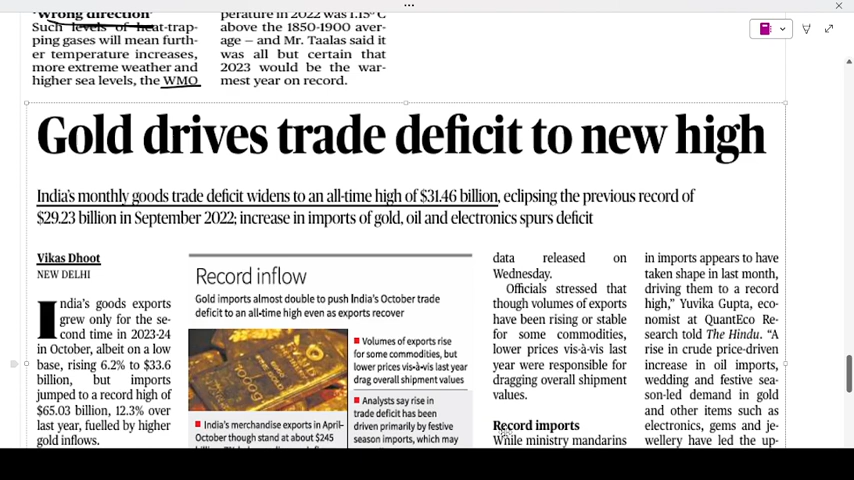 'Wrong direction'
Such levels of heat-trap-
ping gases will mean furth-
er temperature increases,
more extreme weather and
higher sea levels, the WMO
perature in 2022 was 1.15°C
above the 1850-1900 aver-
age – and Mr. Taalas said it
was all but certain that
2023 would be the war-
mest year on record.
Gold drives trade deficit to new high
India's monthly goods trade deficit widens to an all-time high of $31.46 billion, eclipsing the previous record of
$29.23 billion in September 2022; increase in imports of gold, oil and electronics spurs deficit
Vikas Dhoot
NEW DELHI
India's goods exports
grew only for the se-
cond time in 2023-24
in October, albeit on a low
base, rising 6.2% to $33.6
billion, but imports
jumped to a record high of
$65.03 billion, 12.3% over
last year, fuelled by higher
gold inflows.
Record inflow
Gold imports almost double to push India's October trade
deficit to an all-time high even as exports recover
1000g
India's merchandise exports in April-
October though stand at about $245
Volumes of exports rise
for some commodities, but
lower prices vis-à-vis last year
drag overall shipment values
Analysts say rise in
trade deficit has been
driven primarily by festive
season imports, which may
data released on
Wednesday.
Officials stressed that
though volumes of exports
have been rising or stable
for some commodities,
lower prices vis-à-vis last
year were responsible for
dragging overall shipment
values.
Record imports
While ministry mandarins
in imports appears to have
taken shape in last month,
driving them to a record
high," Yuvika Gupta, eco-
nomist at QuantEco Re-
search told The Hindu. "A
rise in crude price-driven
increase in oil imports,
wedding and festive sea-
son-led demand in gold
and other items such as
electronics, gems and je-
wellery have led the up-